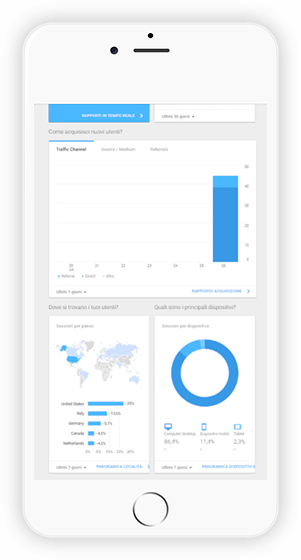 RAPPORTI IN TEMPO REALE
Ultimi 30 giorni
Come acquisisci nuovi utenti?
Traffic Channel
Source / Medium
Referrals
50
40
30
20
10
0
20
21
22
23
24
25
26
Referral
Direct
altro
Ultimi 7 giorni
RAPPORTO ACQUISIZIONE
Dove si trovano i tuoi utenti?
Quali sono i principali dispositivi?
Sessioni per paese
Sessioni per dispositivo
United States
Italy
Germany
Canada
Netherlands
Computer desktop
Dispositivi mobili
Tablet
86,4%
11,4%
2,3%
Ultimi 7 giorni
PANORAMICA LOCALITÀ
Ultimi 7 giorni
PANORAMICA DISPOSITIVI